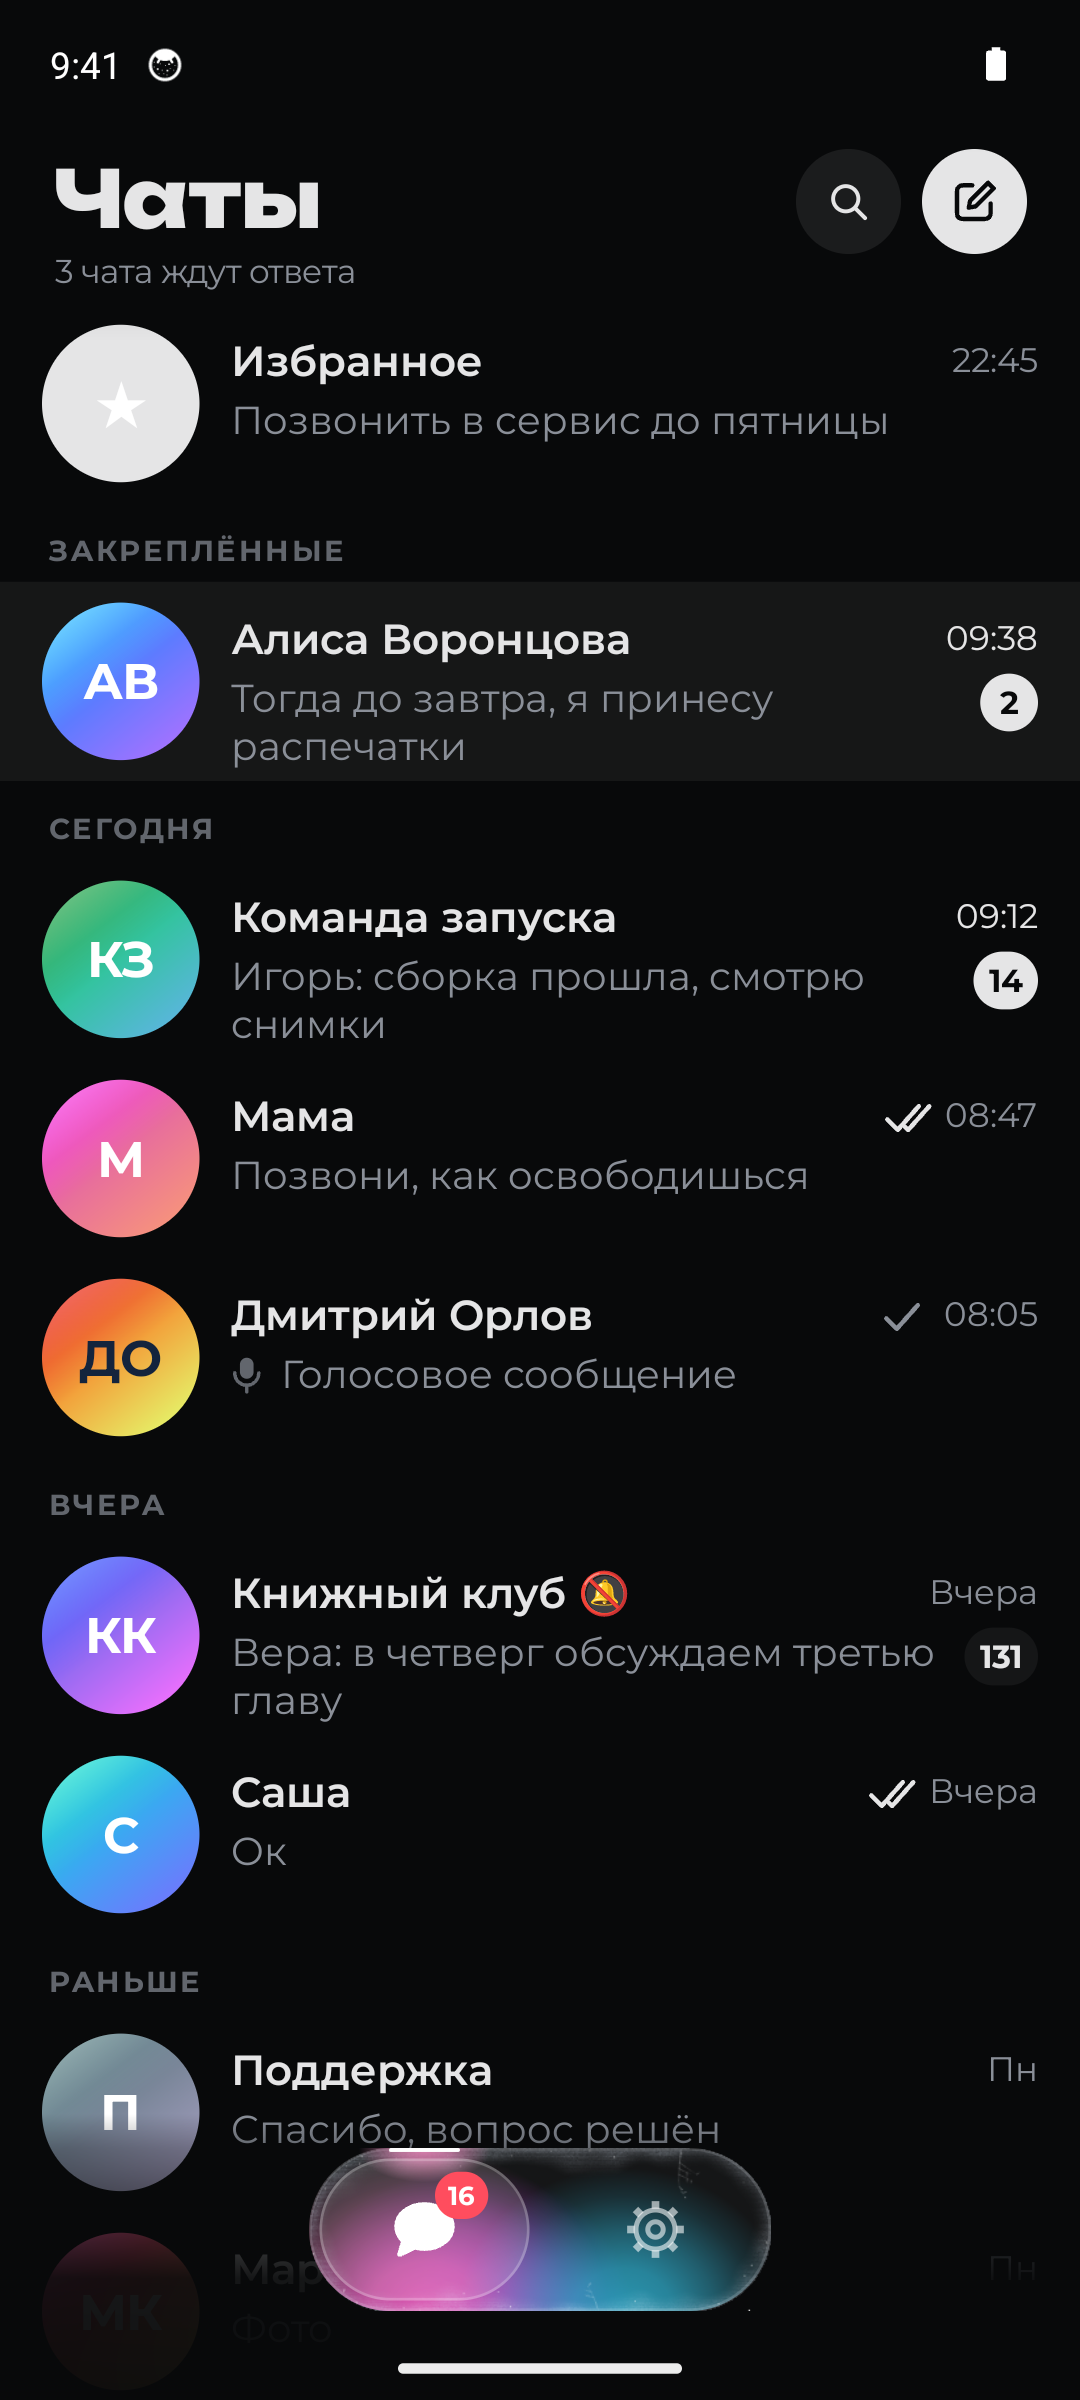 9:41
Чаты
3 чата ждут ответа
Избранное 22:45
Позвонить в сервис до пятницы
ЗАКРЕПЛЁННЫЕ
АВ Алиса Воронцова 09:38
Тогда до завтра, я принесу 2
распечатки
СЕГОДНЯ
КЗ Команда запуска 09:12
Игорь: сборка прошла, смотрю 14
снимки
М Мама 08:47
Позвони, как освободишься
ДО Дмитрий Орлов 08:05
Голосовое сообщение
ВЧЕРА
КК Книжный клуб Вчера
Вера: в четверг обсуждаем третью 131
главу
С Саша Вчера
Ок
РАНЬШЕ
П Поддержка Пн
Спасибо, вопрос решён
16
МК Пн
Фото